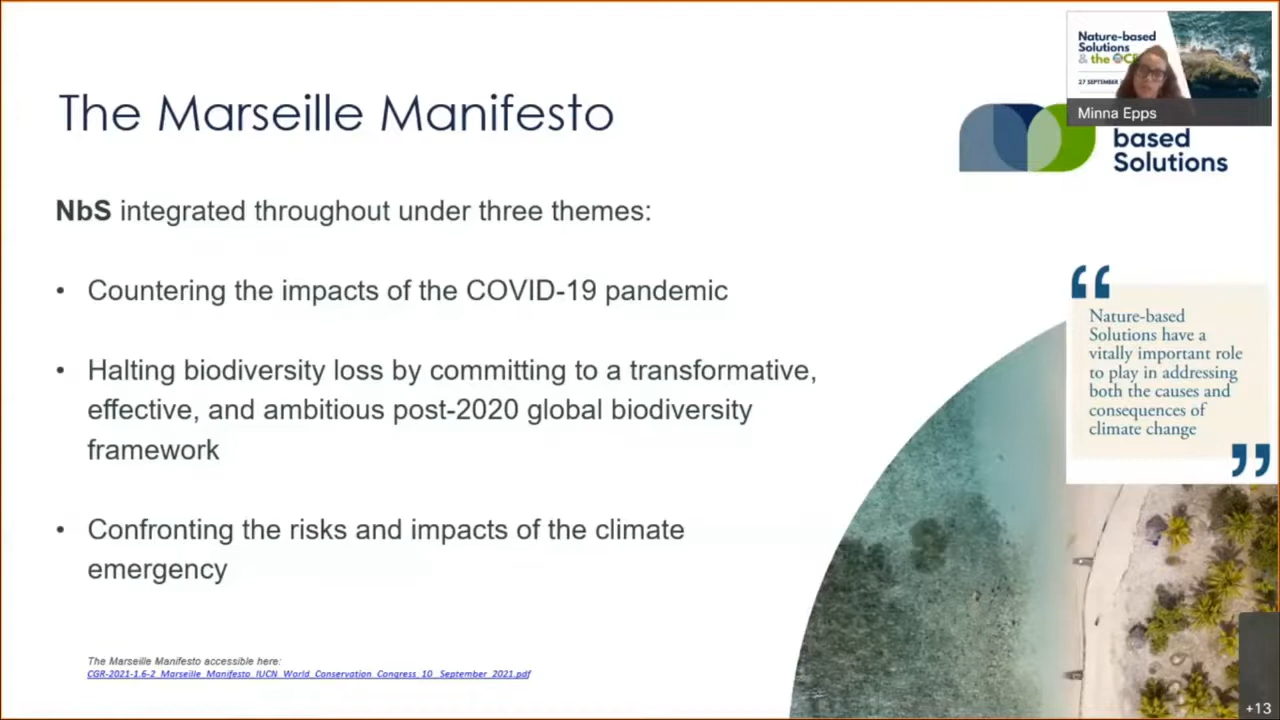 The Marseille Manifesto
NbS integrated throughout under three themes:
• Countering the impacts of the COVID-19 pandemic
• Halting biodiversity loss by committing to a transformative,
effective, and ambitious post-2020 global biodiversity
framework
• Confronting the risks and impacts of the climate
emergency
The Marseille Manifesto accessible here:
CGR-2021-1.6-2_Marseille_Manifesto_IUCN_World_Conservation_Congress_10_September_2021.pdf
Nature-based
Solutions
& the
27 SEPTEMBER
Minna Epps
based
Solutions
“
Nature-based
Solutions have a
vitally important role
to play in addressing
both the causes and
consequences of
climate change
”
+13